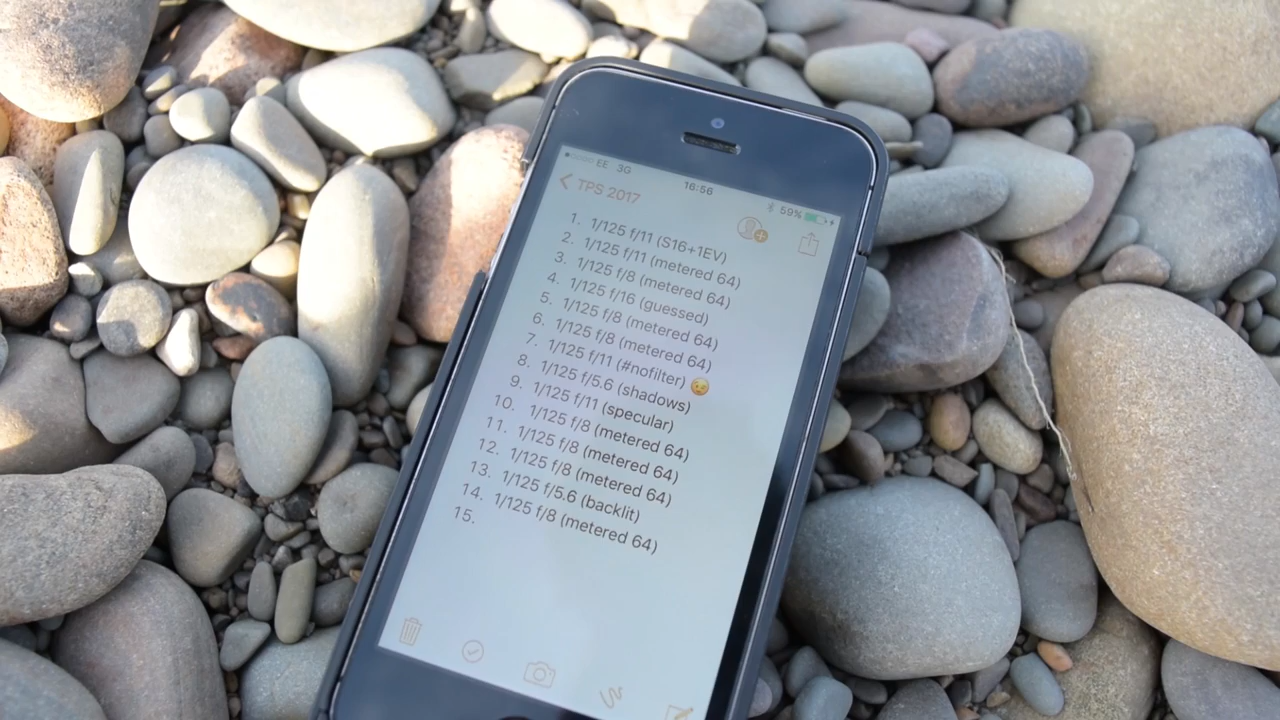 EE 3G 16:56 59%
TPS 2017
1. 1/125 f/11 (S16+1EV)
2. 1/125 f/11 (metered 64)
3. 1/125 f/8 (metered 64)
4. 1/125 f/16 (guessed)
5. 1/125 f/8 (metered 64)
6. 1/125 f/8 (metered 64)
7. 1/125 f/11 (#nofilter) 😉
8. 1/125 f/5.6 (shadows)
9. 1/125 f/11 (specular)
10. 1/125 f/8 (metered 64)
11. 1/125 f/8 (metered 64)
12. 1/125 f/8 (metered 64)
13. 1/125 f/5.6 (backlit)
14. 1/125 f/8 (metered 64)
15.